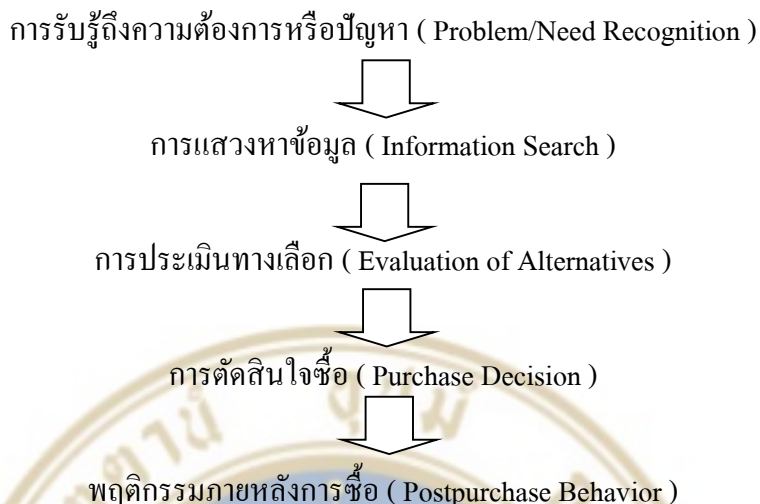 การรับรู้ถึงความต้องการหรือปัญหา ( Problem/Need Recognition )
การแสวงหาข้อมูล ( Information Search )
การประเมินทางเลือก ( Evaluation of Alternatives )
การตัดสินใจซื้อ ( Purchase Decision )
พฤติกรรมภายหลังการซื้อ ( Postpurchase Behavior )